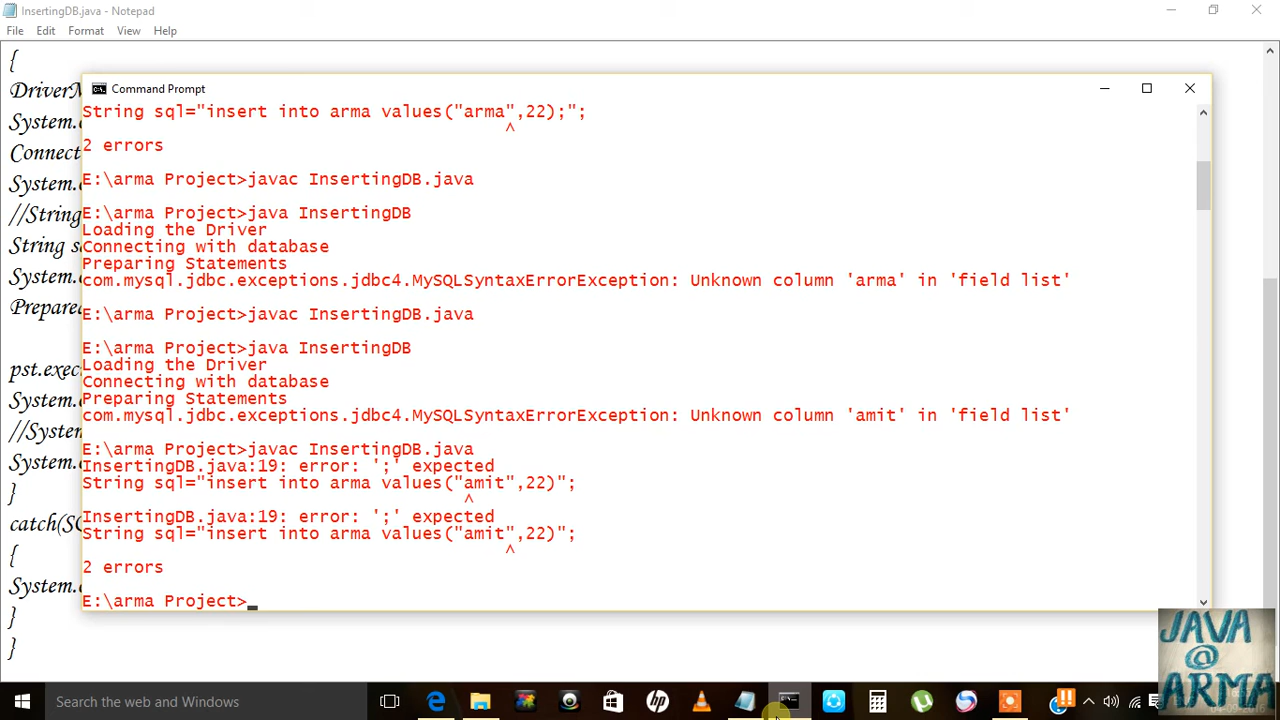 InsertingDB.java - Notepad
File Edit Format View Help
{
DriverM
System.
Connect
System.
//String
String s
System.
Prepare
pst.exec
System.
//System
System.
}
catch(SQ
{
System.
}
}
Command Prompt
String sql="insert into arma values("arma",22);";
^
2 errors
E:\arma Project>javac InsertingDB.java
E:\arma Project>java InsertingDB
Loading the Driver
Connecting with database
Preparing Statements
com.mysql.jdbc.exceptions.jdbc4.MySQLSyntaxErrorException: Unknown column 'arma' in 'field list'
E:\arma Project>javac InsertingDB.java
E:\arma Project>java InsertingDB
Loading the Driver
Connecting with database
Preparing Statements
com.mysql.jdbc.exceptions.jdbc4.MySQLSyntaxErrorException: Unknown column 'amit' in 'field list'
E:\arma Project>javac InsertingDB.java
InsertingDB.java:19: error: ';' expected
String sql="insert into arma values("amit",22)";
^
InsertingDB.java:19: error: ';' expected
String sql="insert into arma values("amit",22)";
^
2 errors
E:\arma Project>
JAVA
@
ARMA
Search the web and Windows